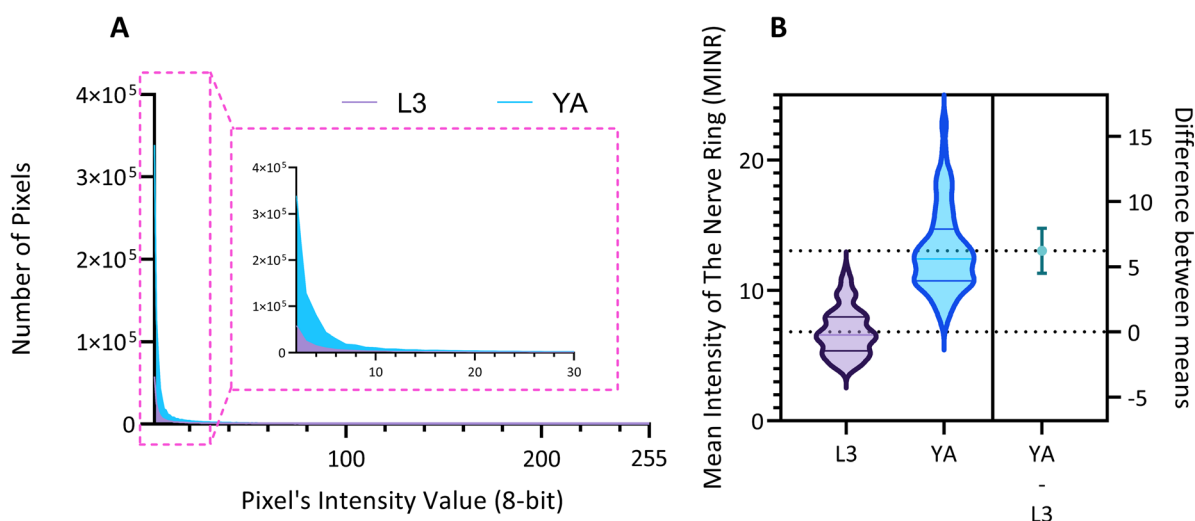 A
B
4×10⁵
3×10⁵
2×10⁵
1×10⁵
0
Number of Pixels
L3
YA
4×10⁵
3×10⁵
2×10⁵
1×10⁵
0
10
20
30
100
200
255
Pixel's Intensity Value (8-bit)
Mean Intensity of The Nerve Ring (MINR)
20
10
0
15
10
5
0
-5
Difference between means
L3
YA
YA
-
L3